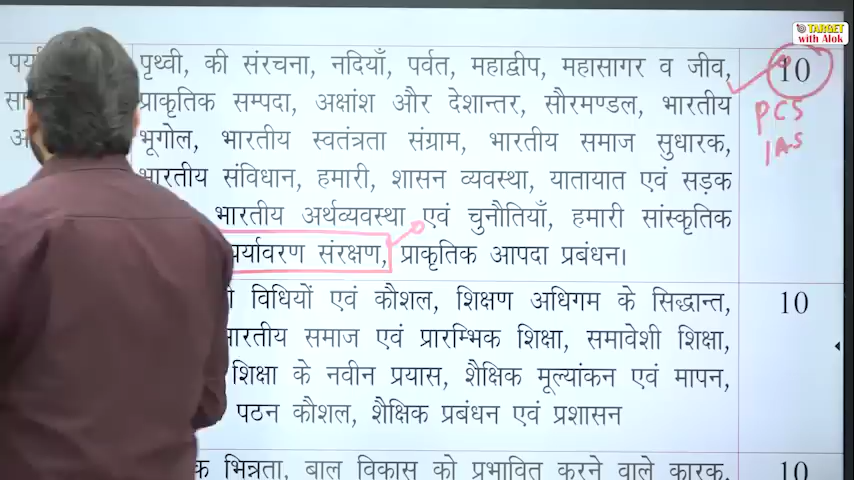 TARGET
with Alok
पृथ्वी, की संरचना, नदियाँ, पर्वत, महाद्वीप, महासागर व जीव, 10
प्राकृतिक सम्पदा, अक्षांश और देशान्तर, सौरमण्डल, भारतीय PCS
भूगोल, भारतीय स्वतंत्रता संग्राम, भारतीय समाज सुधारक, IAS
भारतीय संविधान, हमारी, शासन व्यवस्था, यातायात एवं सड़क
भारतीय अर्थव्यवस्था एवं चुनौतियाँ, हमारी सांस्कृतिक
पर्यावरण संरक्षण, प्राकृतिक आपदा प्रबंधन।
विधियों एवं कौशल, शिक्षण अधिगम के सिद्धान्त, 10
भारतीय समाज एवं प्रारम्भिक शिक्षा, समावेशी शिक्षा,
शिक्षा के नवीन प्रयास, शैक्षिक मूल्यांकन एवं मापन,
पठन कौशल, शैक्षिक प्रबंधन एवं प्रशासन
भिन्नता, बाल विकास को प्रभावित करने वाले कारक, 10